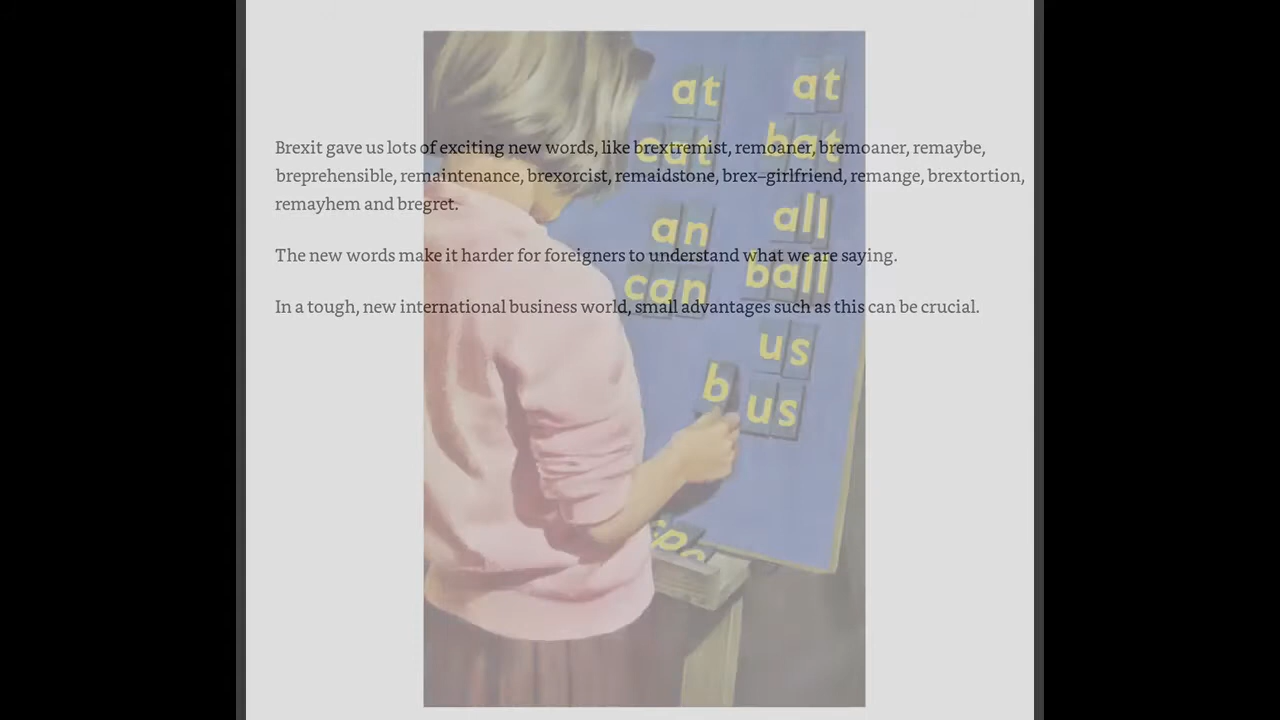 Brexit gave us lots of exciting new words, like brextremist, remoaner, bremoaner, remaybe,
breprehensible, remaintenance, brexorcist, remaidstone, brex–girlfriend, remange, brextortion,
remayhem and bregret.
The new words make it harder for foreigners to understand what we are saying.
In a tough, new international business world, small advantages such as this can be crucial.
at at
cat bat
an all
can ball
us
b us